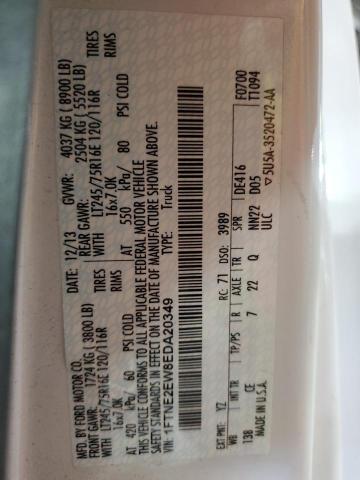 MFD. BY FORD MOTOR CO.
DATE: 12/13 GVWR: 4037 KG ( 8900 LB)
FRONT GAWR: 1724 KG ( 3800 LB) REAR GAWR: 2504 KG ( 5520 LB)
WITH LT245/75R16E 120/116R TIRES WITH LT245/75R16E 120/116R TIRES
16x7.0K RIMS 16x7.0K RIMS
AT 420 kPa/ 60 PSI COLD AT 550 kPa/ 80 PSI COLD
THIS VEHICLE CONFORMS TO ALL APPLICABLE FEDERAL MOTOR VEHICLE
SAFETY STANDARDS IN EFFECT ON THE DATE OF MANUFACTURE SHOWN ABOVE.
VIN: 1FTNE2EW8EDA20349 TYPE: Truck
EXT PNT: YZ RC: 71 DSO: 3989 F0700
WB INT TR TP/PS R AXLE TR SPR DE416 T1094
138 CE 7 22 Q NN22 D05
MADE IN U.S.A. ULC ▽5U5A-3520472-AA